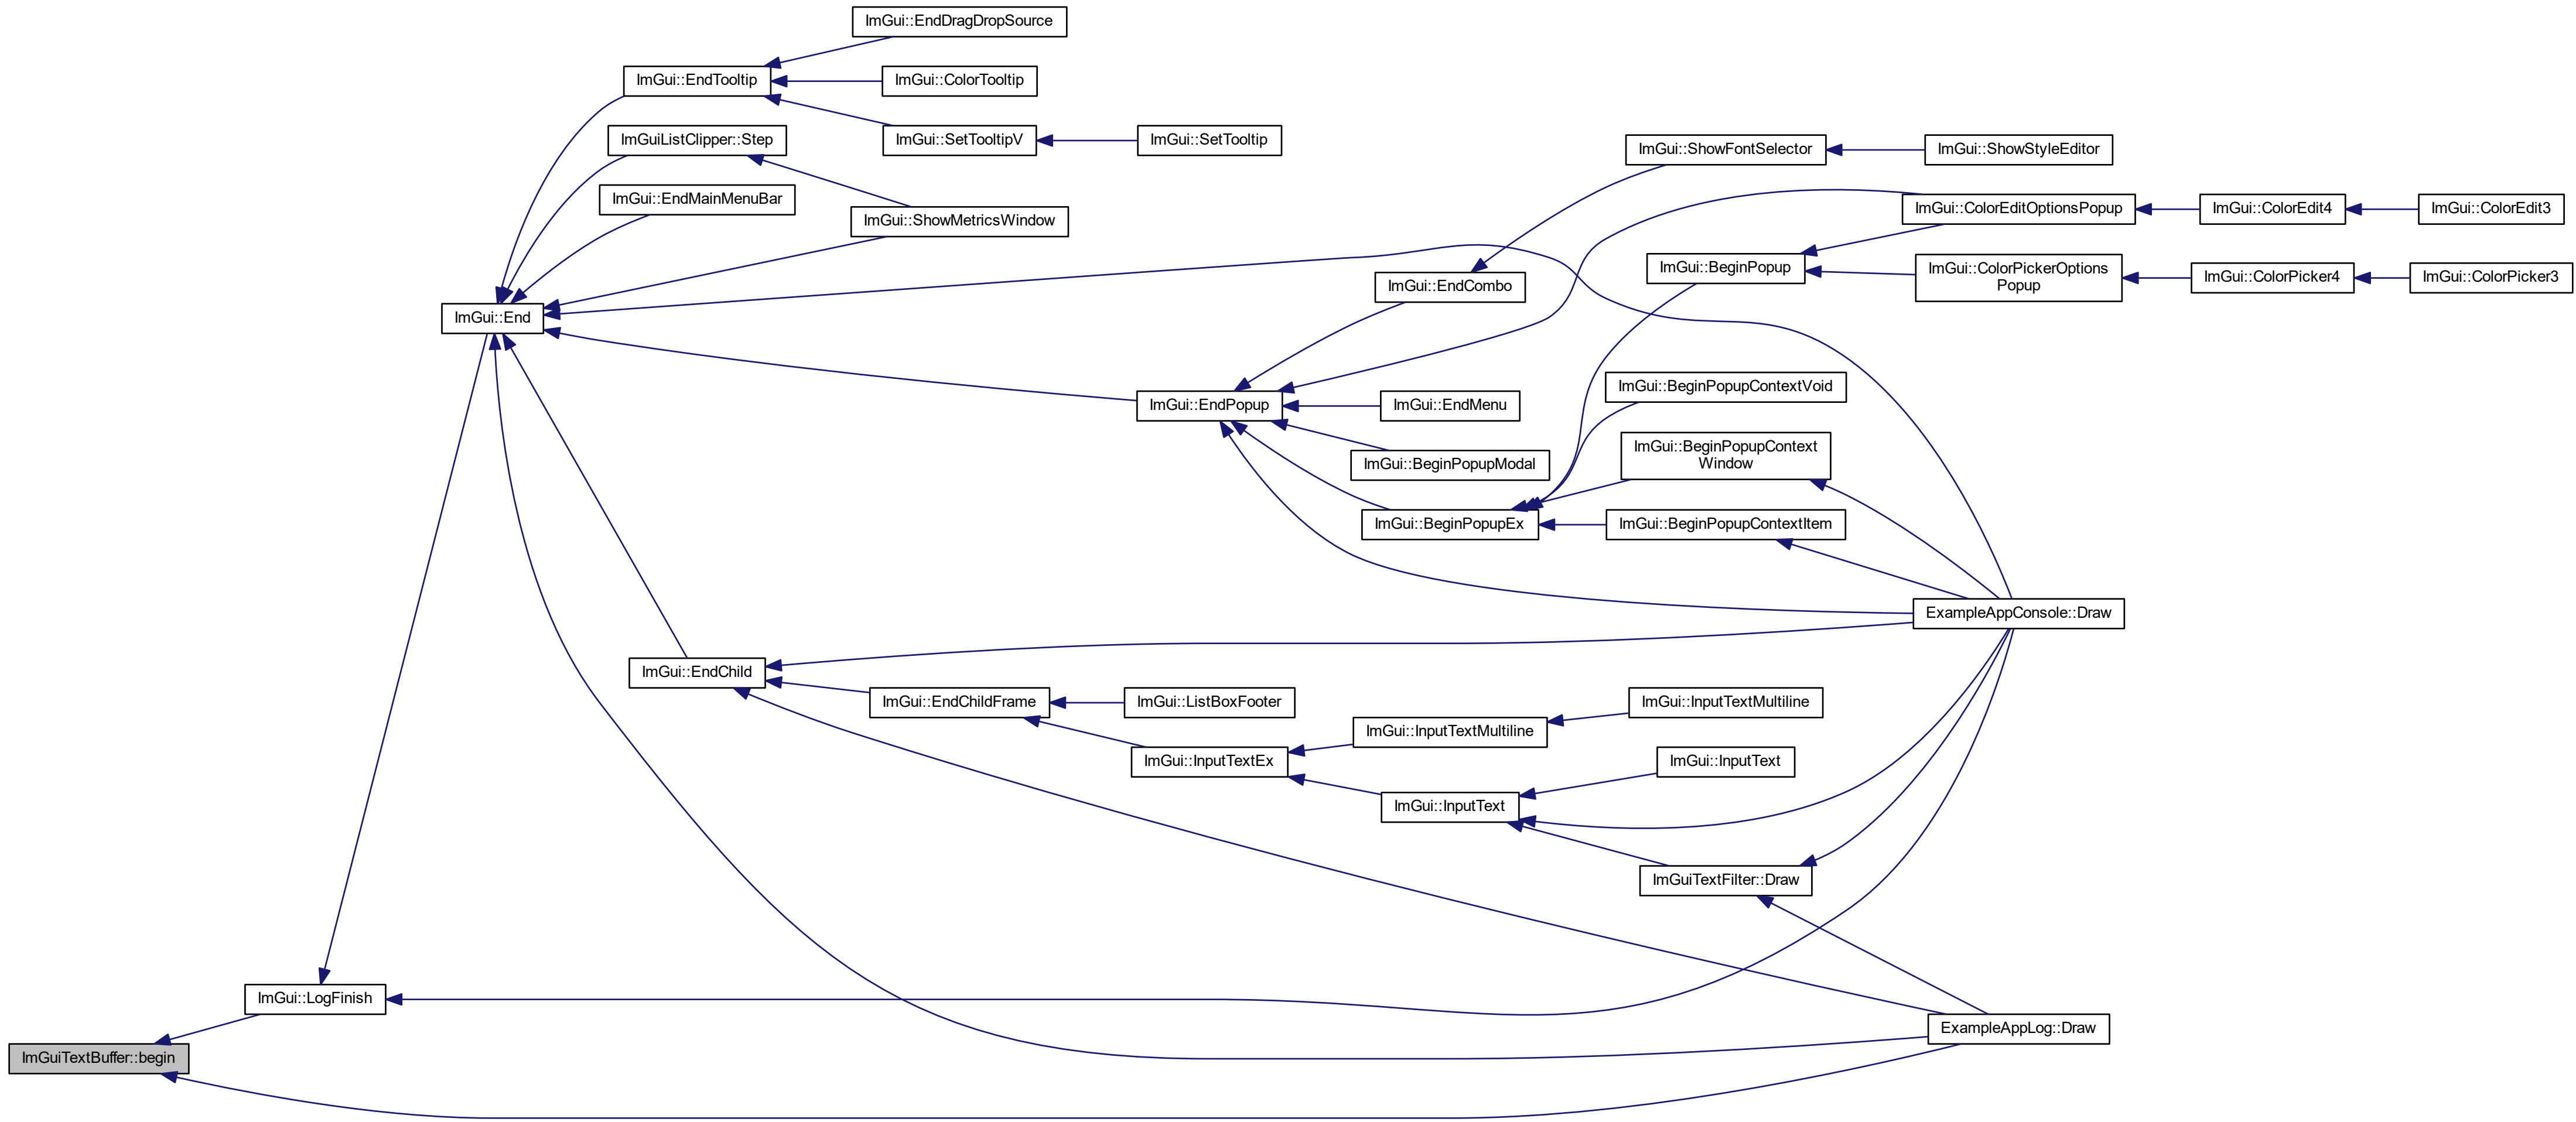 ImGui::EndDragDropSource
ImGui::EndTooltip
ImGui::ColorTooltip
ImGuiListClipper::Step
ImGui::SetTooltipV
ImGui::SetTooltip
ImGui::ShowFontSelector
ImGui::ShowStyleEditor
ImGui::EndMainMenuBar
ImGui::ShowMetricsWindow
ImGui::ColorEditOptionsPopup
ImGui::ColorEdit4
ImGui::ColorEdit3
ImGui::BeginPopup
ImGui::ColorPickerOptions
Popup
ImGui::ColorPicker4
ImGui::ColorPicker3
ImGui::EndCombo
ImGui::End
ImGui::BeginPopupContextVoid
ImGui::EndPopup
ImGui::EndMenu
ImGui::BeginPopupContext
Window
ImGui::BeginPopupModal
ImGui::BeginPopupEx
ImGui::BeginPopupContextItem
ExampleAppConsole::Draw
ImGui::EndChild
ImGui::EndChildFrame
ImGui::ListBoxFooter
ImGui::InputTextMultiline
ImGui::InputTextMultiline
ImGui::InputTextEx
ImGui::InputText
ImGui::InputText
ImGuiTextFilter::Draw
ImGui::LogFinish
ExampleAppLog::Draw
ImGuiTextBuffer::begin